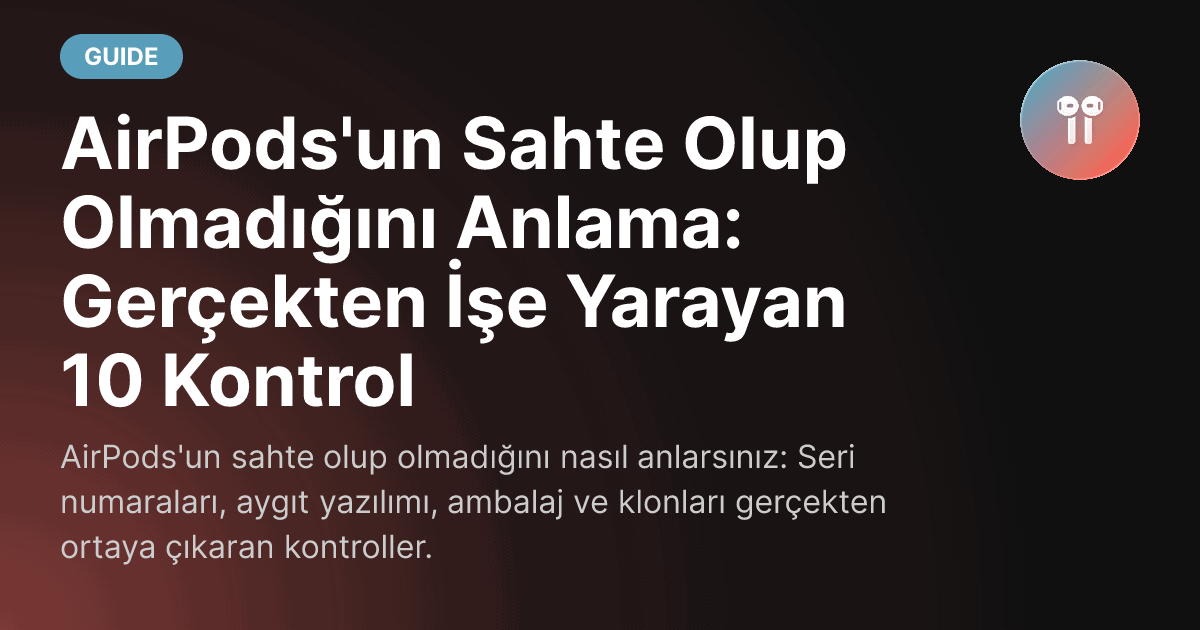 GUIDE
AirPods'un Sahte Olup
Olmadığını Anlama:
Gerçekten İşe Yarayan
10 Kontrol
AirPods'un sahte olup olmadığını nasıl anlarsınız: Seri
numaraları, aygıt yazılımı, ambalaj ve klonları gerçekten
ortaya çıkaran kontroller.